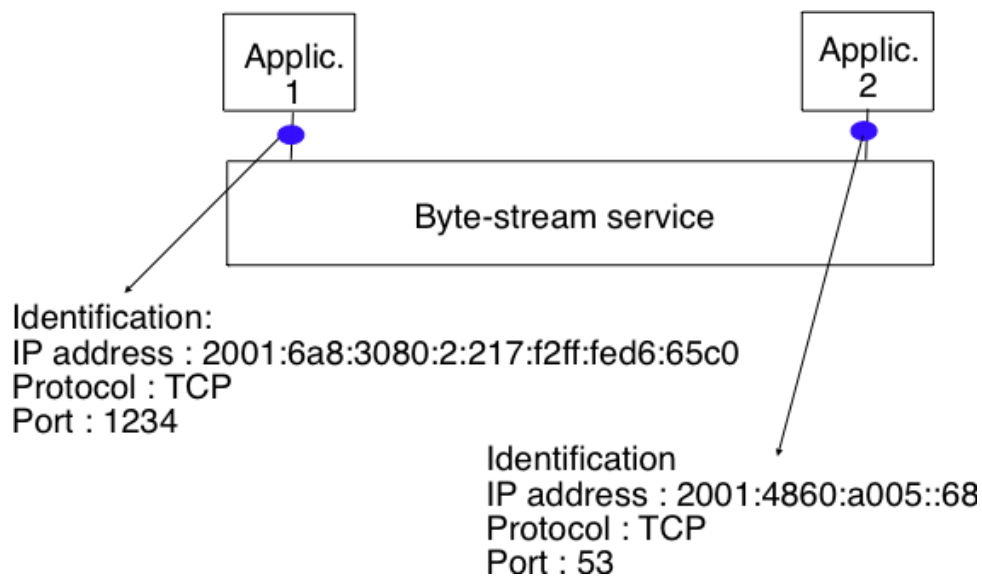 Applic.
1
Applic.
2
Byte-stream service
Identification:
IP address : 2001:6a8:3080:2:217:f2ff:fed6:65c0
Protocol : TCP
Port : 1234
Identification
IP address : 2001:4860:a005::68
Protocol : TCP
Port : 53